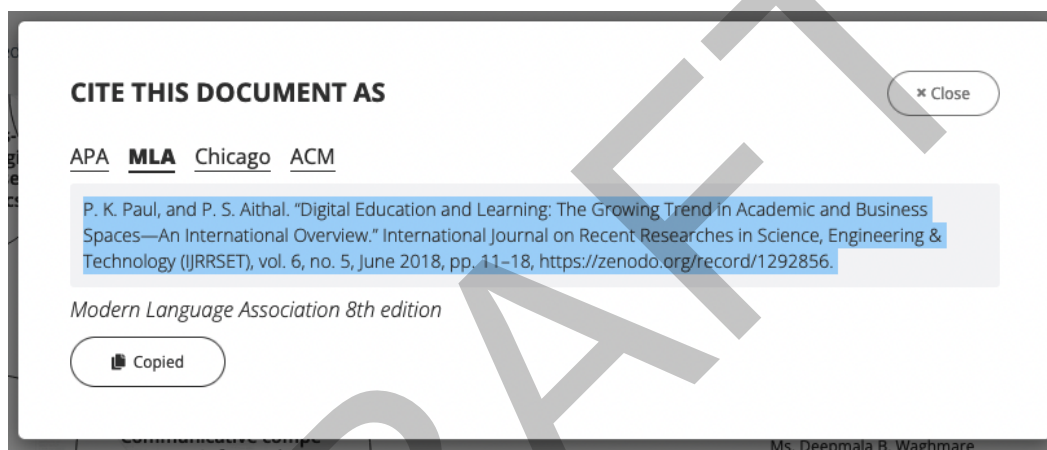 CITE THIS DOCUMENT AS
× Close
APA MLA Chicago ACM
P. K. Paul, and P. S. Aithal. “Digital Education and Learning: The Growing Trend in Academic and Business
Spaces—An International Overview.” International Journal on Recent Researches in Science, Engineering &
Technology (IJRRSET), vol. 6, no. 5, June 2018, pp. 11–18, https://zenodo.org/record/1292856.
Modern Language Association 8th edition
Copied
Communicative compe
Ms. Deepmala B. Waghmare
DRAFT